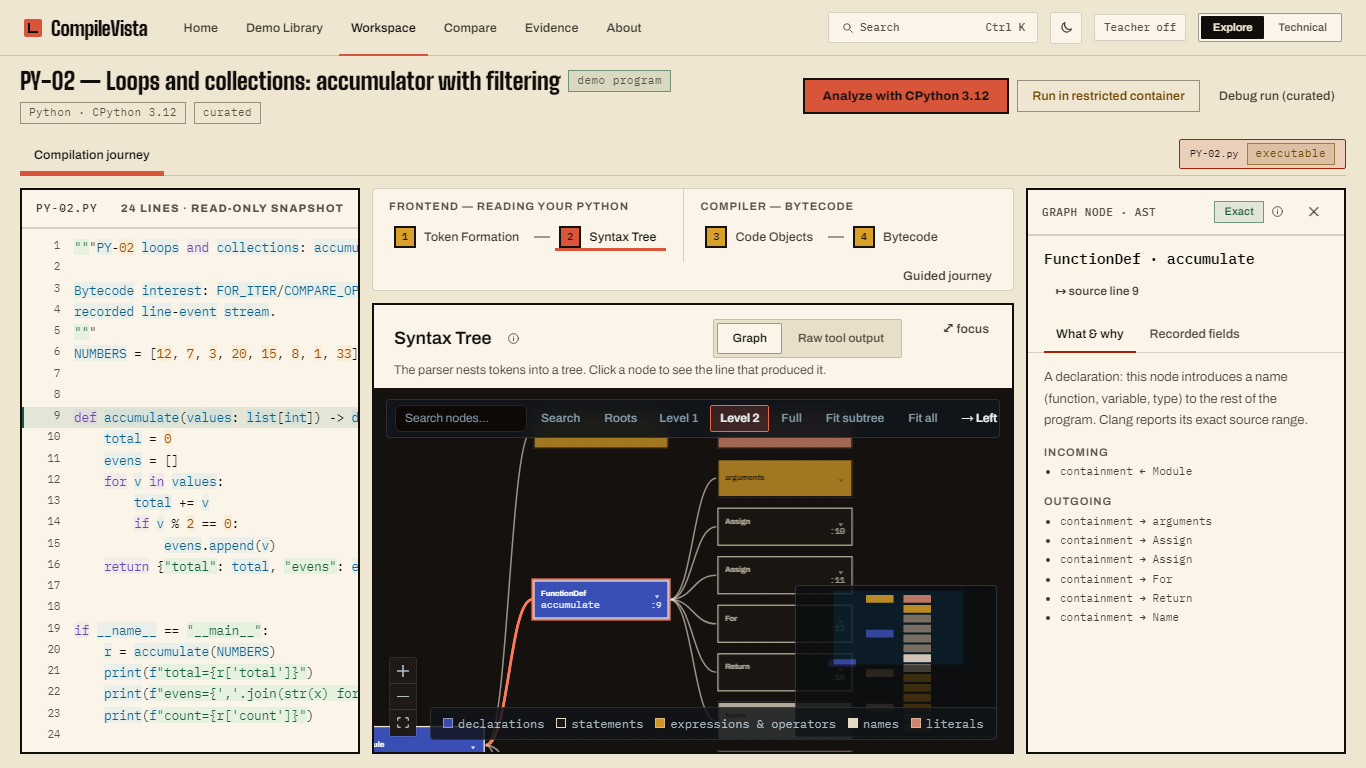 CompileVista
Home
Demo Library
Workspace
Compare
Evidence
About
Search
Ctrl K
Teacher off
Explore
Technical
PY-02 — Loops and collections: accumulator with filtering
demo program
Python · CPython 3.12
curated
Analyze with CPython 3.12
Run in restricted container
Debug run (curated)
Compilation journey
PY-02.py
executable
PY-02.PY
24 LINES · READ-ONLY SNAPSHOT
1 """PY-02 loops and collections: accumu
2
3 Bytecode interest: FOR_ITER/COMPARE_OP
4 recorded line-event stream.
5 """
6 NUMBERS = [12, 7, 3, 20, 15, 8, 1, 33]
7
8
9 def accumulate(values: list[int]) -> d
10 total = 0
11 evens = []
12 for v in values:
13 total += v
14 if v % 2 == 0:
15 evens.append(v)
16 return {"total": total, "evens": e
17
18
19 if __name__ == "__main__":
20 r = accumulate(NUMBERS)
21 print(f"total={r['total']}")
22 print(f"evens={','.join(str(x) for
23 print(f"count={r['count']}")
24
FRONTEND — READING YOUR PYTHON
1 Token Formation
2 Syntax Tree
COMPILER — BYTECODE
3 Code Objects
4 Bytecode
Guided journey
Syntax Tree
Graph
Raw tool output
focus
The parser nests tokens into a tree. Click a node to see the line that produced it.
Search nodes...
Search
Roots
Level 1
Level 2
Full
Fit subtree
Fit all
→ Left
arguments
Assign
:10
Assign
:11
FunctionDef
accumulate
:9
For
Return
ule
declarations
statements
expressions & operators
names
literals
GRAPH NODE · AST
Exact
FunctionDef · accumulate
↦ source line 9
What & why
Recorded fields
A declaration: this node introduces a name
(function, variable, type) to the rest of the
program. Clang reports its exact source range.
INCOMING
• containment ← Module
OUTGOING
• containment → arguments
• containment → Assign
• containment → Assign
• containment → For
• containment → Return
• containment → Name